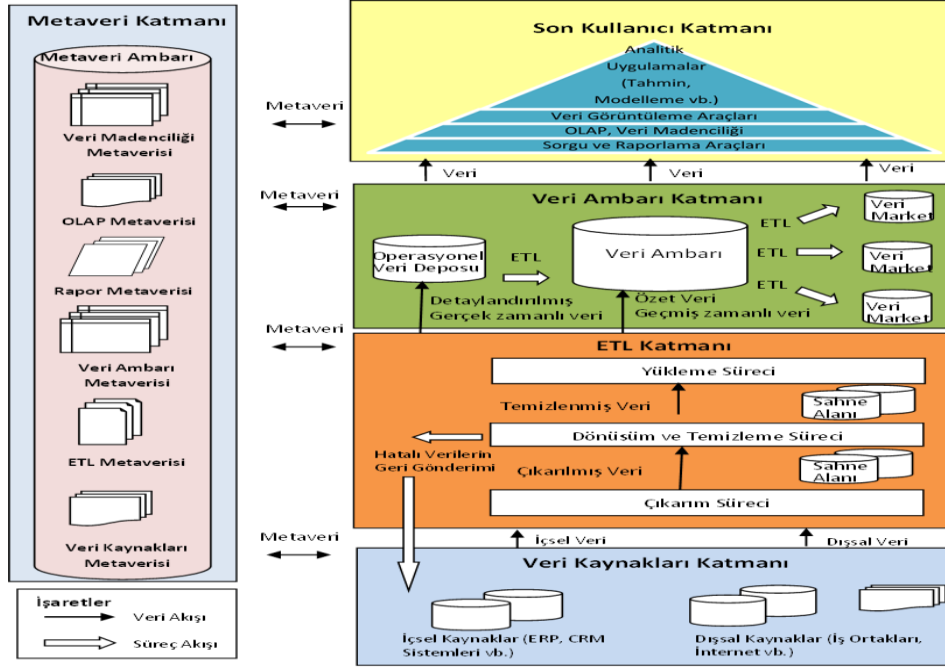 Metaveri Katmanı
Metaveri Ambarı
Veri Madenciliği
Metaverisi
OLAP Metaverisi
Rapor Metaverisi
Veri Ambarı
Metaverisi
ETL Metaverisi
Veri Kaynakları
Metaverisi
İşaretler
Veri Akışı
Süreç Akışı
Metaveri
Metaveri
Metaveri
Metaveri
Son Kullanıcı Katmanı
Analitik
Uygulamalar
(Tahmin,
Modelleme vb.)
Veri Görüntüleme Araçları
OLAP, Veri Madenciliği
Sorgu ve Raporlama Araçları
Veri
Veri
Veri
Veri Ambarı Katmanı
Operasyonel
Veri Deposu
ETL
Veri Ambarı
ETL
ETL
ETL
Veri
Market
Veri
Market
Veri
Market
Detaylandırılmış
Gerçek zamanlı veri
Özet Veri
Geçmiş zamanlı veri
ETL Katmanı
Yükleme Süreci
Temizlenmiş Veri
Sahne
Alanı
Dönüsüm ve Temizleme Süreci
Hatalı Verilerin
Geri Gönderimi
Çıkarılmış Veri
Sahne
Alanı
Çıkarım Süreci
İçsel Veri
Dışsal Veri
Veri Kaynakları Katmanı
İçsel Kaynaklar (ERP, CRM
Sistemleri vb.)
Dışsal Kaynaklar (İş Ortakları,
İnternet vb.)